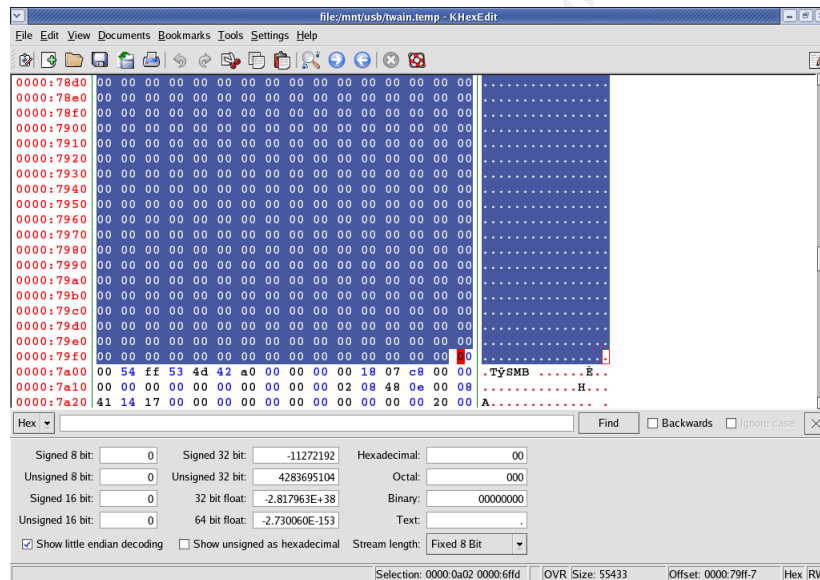 file:/mnt/usb/twain.temp - KHexEdit
File Edit View Documents Bookmarks Tools Settings Help
0000:78d0 00 00 00 00 00 00 00 00 00 00 00 00 00 00 00 00 ................
0000:78e0 00 00 00 00 00 00 00 00 00 00 00 00 00 00 00 00 ................
0000:78f0 00 00 00 00 00 00 00 00 00 00 00 00 00 00 00 00 ................
0000:7900 00 00 00 00 00 00 00 00 00 00 00 00 00 00 00 00 ................
0000:7910 00 00 00 00 00 00 00 00 00 00 00 00 00 00 00 00 ................
0000:7920 00 00 00 00 00 00 00 00 00 00 00 00 00 00 00 00 ................
0000:7930 00 00 00 00 00 00 00 00 00 00 00 00 00 00 00 00 ................
0000:7940 00 00 00 00 00 00 00 00 00 00 00 00 00 00 00 00 ................
0000:7950 00 00 00 00 00 00 00 00 00 00 00 00 00 00 00 00 ................
0000:7960 00 00 00 00 00 00 00 00 00 00 00 00 00 00 00 00 ................
0000:7970 00 00 00 00 00 00 00 00 00 00 00 00 00 00 00 00 ................
0000:7980 00 00 00 00 00 00 00 00 00 00 00 00 00 00 00 00 ................
0000:7990 00 00 00 00 00 00 00 00 00 00 00 00 00 00 00 00 ................
0000:79a0 00 00 00 00 00 00 00 00 00 00 00 00 00 00 00 00 ................
0000:79b0 00 00 00 00 00 00 00 00 00 00 00 00 00 00 00 00 ................
0000:79c0 00 00 00 00 00 00 00 00 00 00 00 00 00 00 00 00 ................
0000:79d0 00 00 00 00 00 00 00 00 00 00 00 00 00 00 00 00 ................
0000:79e0 00 00 00 00 00 00 00 00 00 00 00 00 00 00 00 00 ................
0000:79f0 00 00 00 00 00 00 00 00 00 00 00 00 00 00 00 00 ................
0000:7a00 00 54 ff 53 4d 42 a0 00 00 00 00 18 07 c8 00 00 .TÿSMB ......È..
0000:7a10 00 00 00 00 00 00 00 00 00 00 02 08 48 0e 00 08 ............H...
0000:7a20 41 14 17 00 00 00 00 00 00 00 00 00 00 00 20 00 A............. .
Hex Find Backwards Ignore case
Signed 8 bit: 0 Signed 32 bit: -11272192 Hexadecimal: 00
Unsigned 8 bit: 0 Unsigned 32 bit: 4283695104 Octal: 000
Signed 16 bit: 0 32 bit float: -2.817963E+38 Binary: 00000000
Unsigned 16 bit: 0 64 bit float: -2.730060E-153 Text: .
Show little endian decoding Show unsigned as hexadecimal Stream length: Fixed 8 Bit
Selection: 0000:0a02 0000:6ffd OVR Size: 55433 Offset: 0000:79ff-7 Hex RW